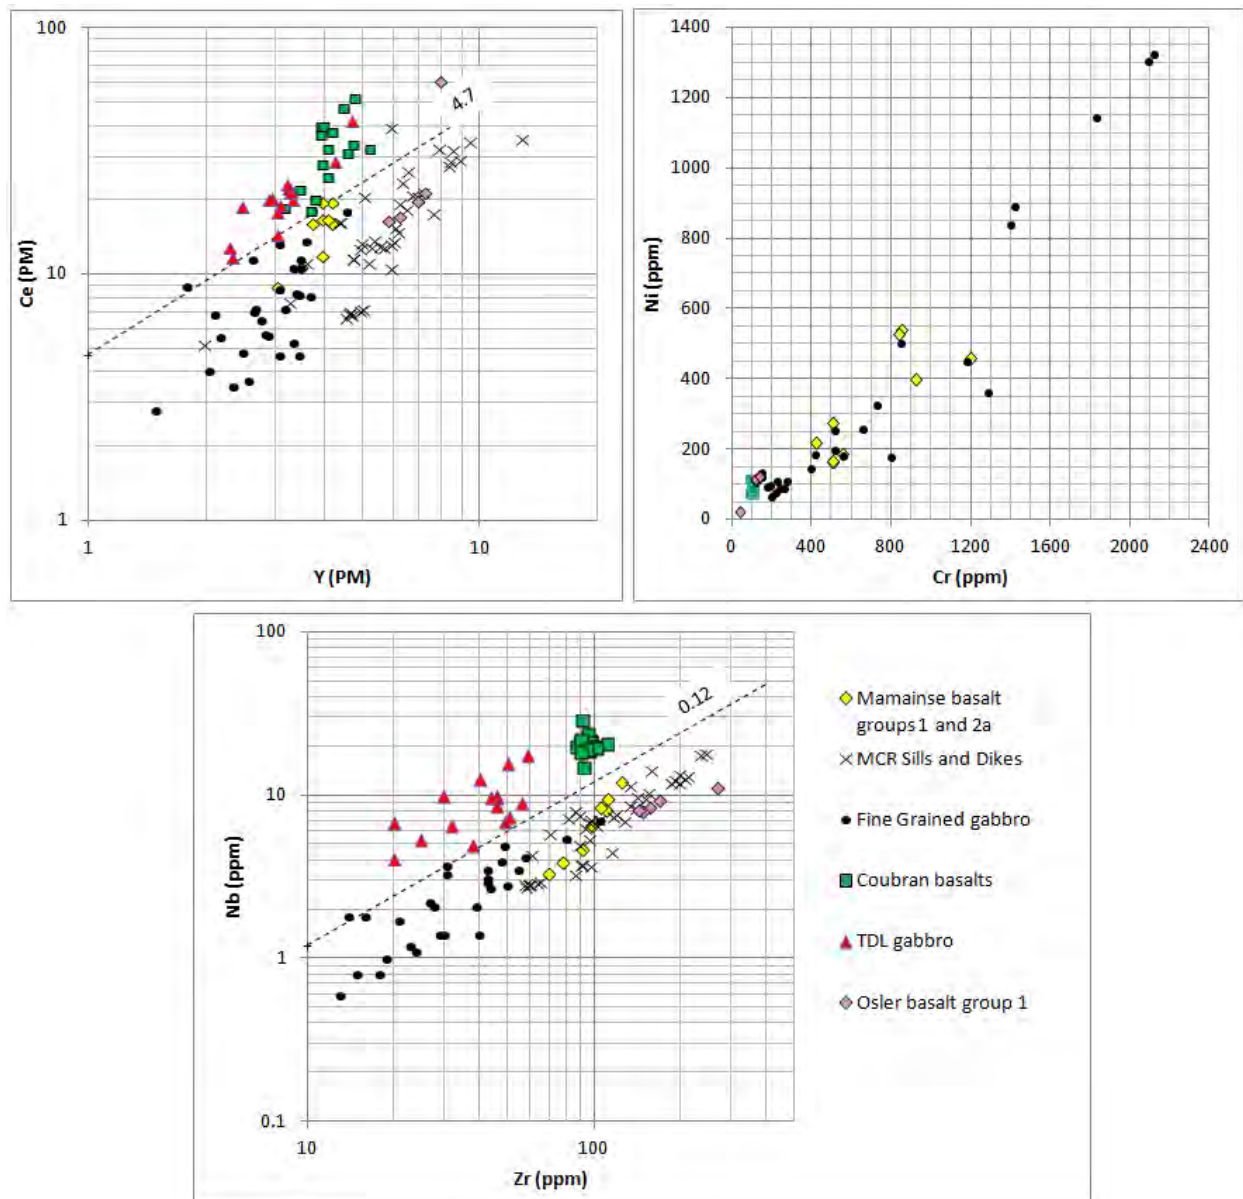 100
10
1
Ce (PM)
4.7
1
10
Y (PM)
1400
1200
1000
800
600
400
200
0
Ni (ppm)
0
400
800
1200
1600
2000
2400
Cr (ppm)
100
10
1
0.1
Nb (ppm)
0.12
10
100
Zr (ppm)
Mamainse basalt
groups1 and 2a
MCR Sills and Dikes
Fine Grained gabbro
Coubran basalts
TDL gabbro
Osler basalt group 1